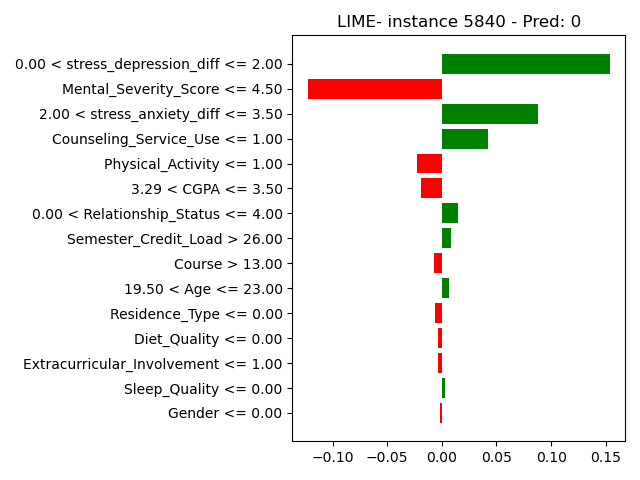 LIME- instance 5840 - Pred: 0
0.00 < stress_depression_diff <= 2.00
Mental_Severity_Score <= 4.50
2.00 < stress_anxiety_diff <= 3.50
Counseling_Service_Use <= 1.00
Physical_Activity <= 1.00
3.29 < CGPA <= 3.50
0.00 < Relationship_Status <= 4.00
Semester_Credit_Load > 26.00
Course > 13.00
19.50 < Age <= 23.00
Residence_Type <= 0.00
Diet_Quality <= 0.00
Extracurricular_Involvement <= 1.00
Sleep_Quality <= 0.00
Gender <= 0.00
−0.10 −0.05 0.00 0.05 0.10 0.15